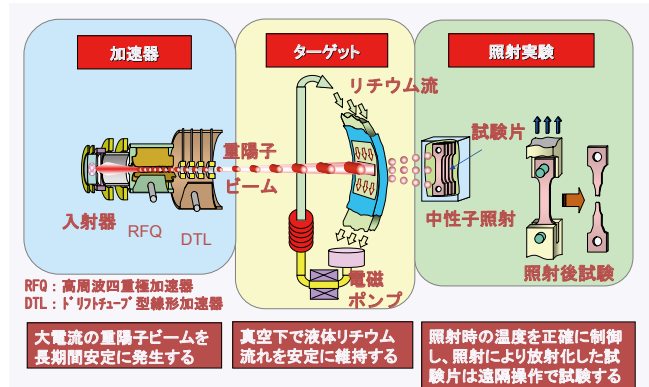 加速器
ターゲット
照射実験
リチウム流
重陽子
ビーム
試験片
入射器
RFQ
DTL
中性子照射
電磁
ポンプ
照射後試験
RFQ：高周波四重極加速器
DTL：ﾄﾞﾘﾌﾄﾁｭｰﾌﾞ型線形加速器
大電流の重陽子ビームを
長期間安定に発生する
真空下で液体リチウム
流れを安定に維持する
照射時の温度を正確に制御
し、照射により放射化した試
験片は遠隔操作で試験する